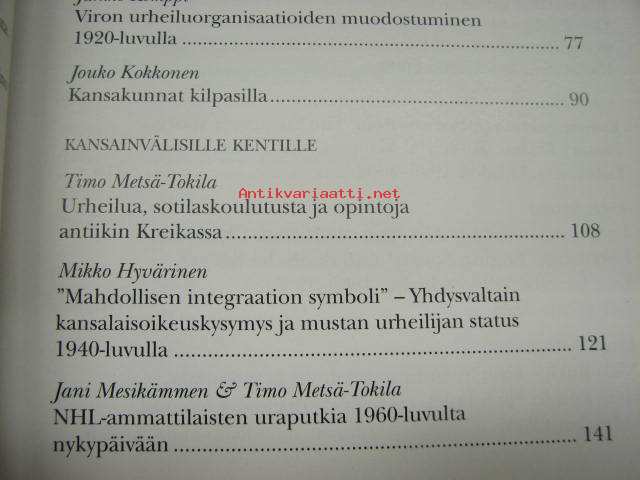 Viron urheiluorganisaatioiden muodostuminen
1920-luvulla 77
Jouko Kokkonen
Kansakunnat kilpasilla 90
KANSAINVÄLISILLE KENTILLE
Timo Metsä-Tokila
Antikvariaatti.net
Urheilua, sotilaskoulutusta ja opintoja
antiikin Kreikassa 108
Mikko Hyvärinen
”Mahdollisen integraation symboli” – Yhdysvaltain
kansalaisoikeuskysymys ja mustan urheilijan status
1940-luvulla 121
Jani Mesikämmen & Timo Metsä-Tokila
NHL-ammattilaisten uraputkia 1960-luvulta
nykypäivään 141